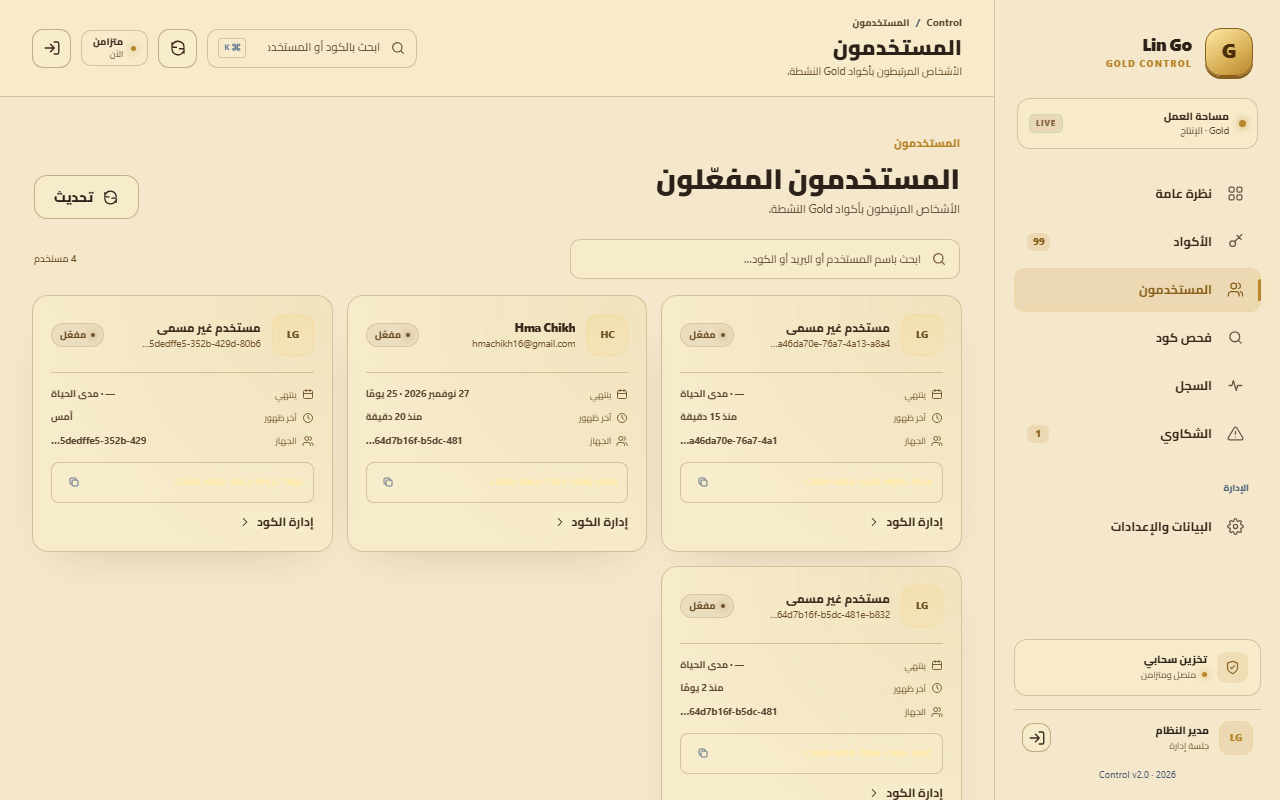 Lin Go
GOLD CONTROL
G
مساحة العمل
Gold · الإنتاج
LIVE
نظرة عامة
الأكواد
99
المستخدمون
فحص كود
السجل
الشكاوي
1
الإدارة
البيانات والإعدادات
تخزين سحابي
متصل ومتزامن
مدير النظام
جلسة إدارة
LG
Control v2.0 · 2026
Control / المستخدمون
المستخدمون
الأشخاص المرتبطون بأكواد Gold النشطة.
ابحث بالكود أو المستخد
⌘ K
متزامن
الآن
المستخدمون
المستخدمون المفعّلون
الأشخاص المرتبطون بأكواد Gold النشطة.
تحديث
ابحث باسم المستخدم أو البريد أو الكود...
4 مستخدم
LG
مستخدم غير مسمى
a46da70e-76a7-4a13-a8a4...
مفعّل
ينتهي
— • مدى الحياة
آخر ظهور
منذ 15 دقيقة
الجهاز
a46da70e-76a7-4a1...
إدارة الكود
HC
Hma Chikh
hmachikh16@gmail.com
مفعّل
ينتهي
27 نوفمبر 2026 • 25 يومًا
آخر ظهور
منذ 20 دقيقة
الجهاز
64d7b16f-b5dc-481...
إدارة الكود
LG
مستخدم غير مسمى
5dedffe5-352b-429d-80b6...
مفعّل
ينتهي
— • مدى الحياة
آخر ظهور
أمس
الجهاز
5dedffe5-352b-429...
إدارة الكود
LG
مستخدم غير مسمى
64d7b16f-b5dc-481e-b832...
مفعّل
ينتهي
— • مدى الحياة
آخر ظهور
منذ 2 يومًا
الجهاز
64d7b16f-b5dc-481...
إدارة الكود